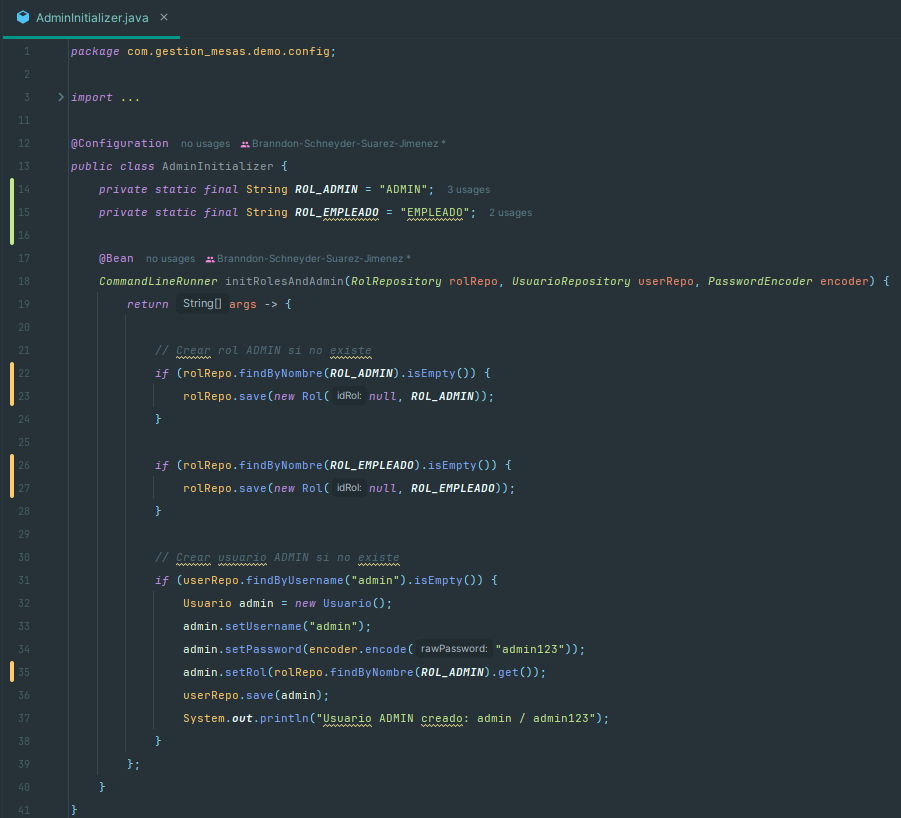 AdminInitializer.java ×
1 package com.gestion_mesas.demo.config;
2
3 > import ...
11
12 @Configuration no usages Branndon-Schneyder-Suarez-Jimenez *
13 public class AdminInitializer {
14 private static final String ROL_ADMIN = "ADMIN"; 3 usages
15 private static final String ROL_EMPLEADO = "EMPLEADO"; 2 usages
16
17 @Bean no usages Branndon-Schneyder-Suarez-Jimenez *
18 CommandLineRunner initRolesAndAdmin(RolRepository rolRepo, UsuarioRepository userRepo, PasswordEncoder encoder) {
19 return String[] args -> {
20
21 // Crear rol ADMIN si no existe
22 if (rolRepo.findByNombre(ROL_ADMIN).isEmpty()) {
23 rolRepo.save(new Rol( idRol: null, ROL_ADMIN));
24 }
25
26 if (rolRepo.findByNombre(ROL_EMPLEADO).isEmpty()) {
27 rolRepo.save(new Rol( idRol: null, ROL_EMPLEADO));
28 }
29
30 // Crear usuario ADMIN si no existe
31 if (userRepo.findByUsername("admin").isEmpty()) {
32 Usuario admin = new Usuario();
33 admin.setUsername("admin");
34 admin.setPassword(encoder.encode( rawPassword: "admin123"));
35 admin.setRol(rolRepo.findByNombre(ROL_ADMIN).get());
36 userRepo.save(admin);
37 System.out.println("Usuario ADMIN creado: admin / admin123");
38 }
39 };
40 }
41 }